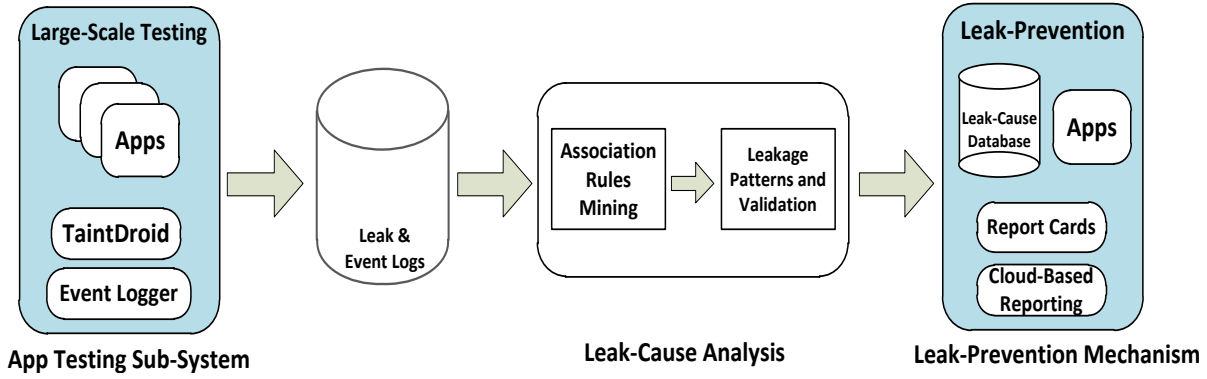 Large-Scale Testing
Apps
TaintDroid
Event Logger
App Testing Sub-System
Leak &
Event Logs
Association
Rules
Mining
Leakage
Patterns and
Validation
Leak-Cause Analysis
Leak-Prevention
Leak-Cause
Database
Apps
Report Cards
Cloud-Based
Reporting
Leak-Prevention Mechanism